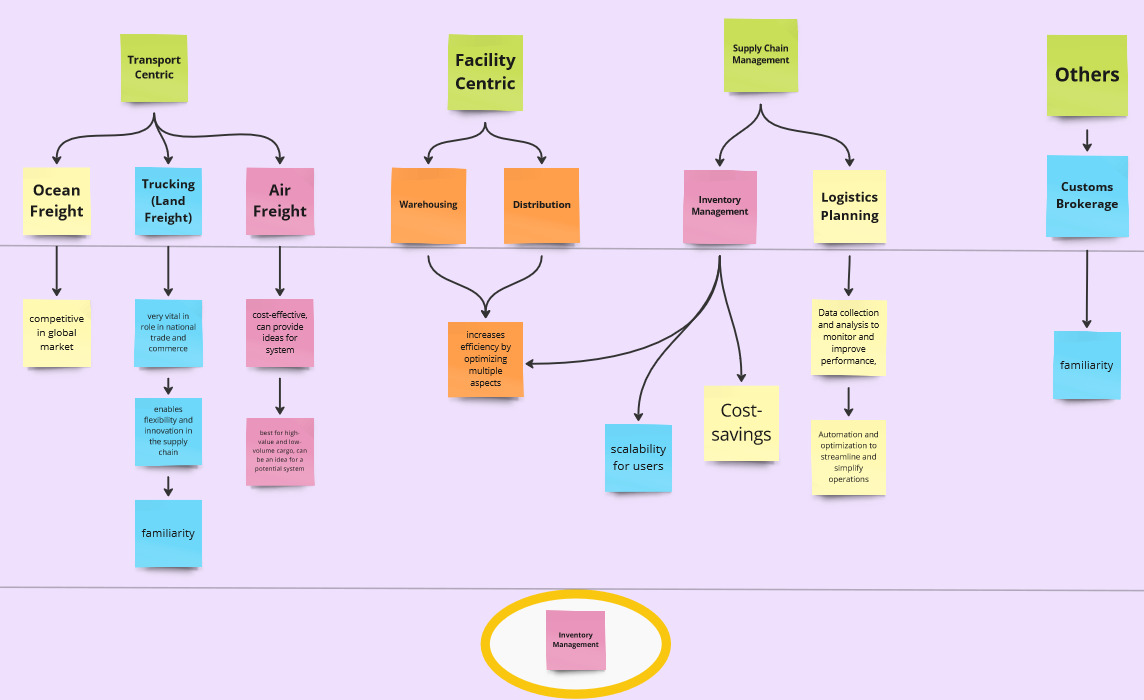 Transport
Centric
Facility
Centric
Supply Chain
Management
Others
Ocean
Freight
Trucking
(Land
Freight)
Air
Freight
Warehousing
Distribution
Inventory
Management
Logistics
Planning
Customs
Brokerage
competitive
in global
market
very vital in
role in national
trade and
commerce
cost-effective,
can provide
ideas for
system
increases
efficiency by
optimizing
multiple
aspects
Data collection
and analysis to
monitor and
improve
performance,
familiarity
enables
flexibility and
innovation in
the supply
chain
best for high-
value and low-
volume cargo, can
be an idea for a
potential system
scalability
for users
Cost-
savings
Automation and
optimization to
streamline and
simplify
operations
familiarity
Inventory
Management